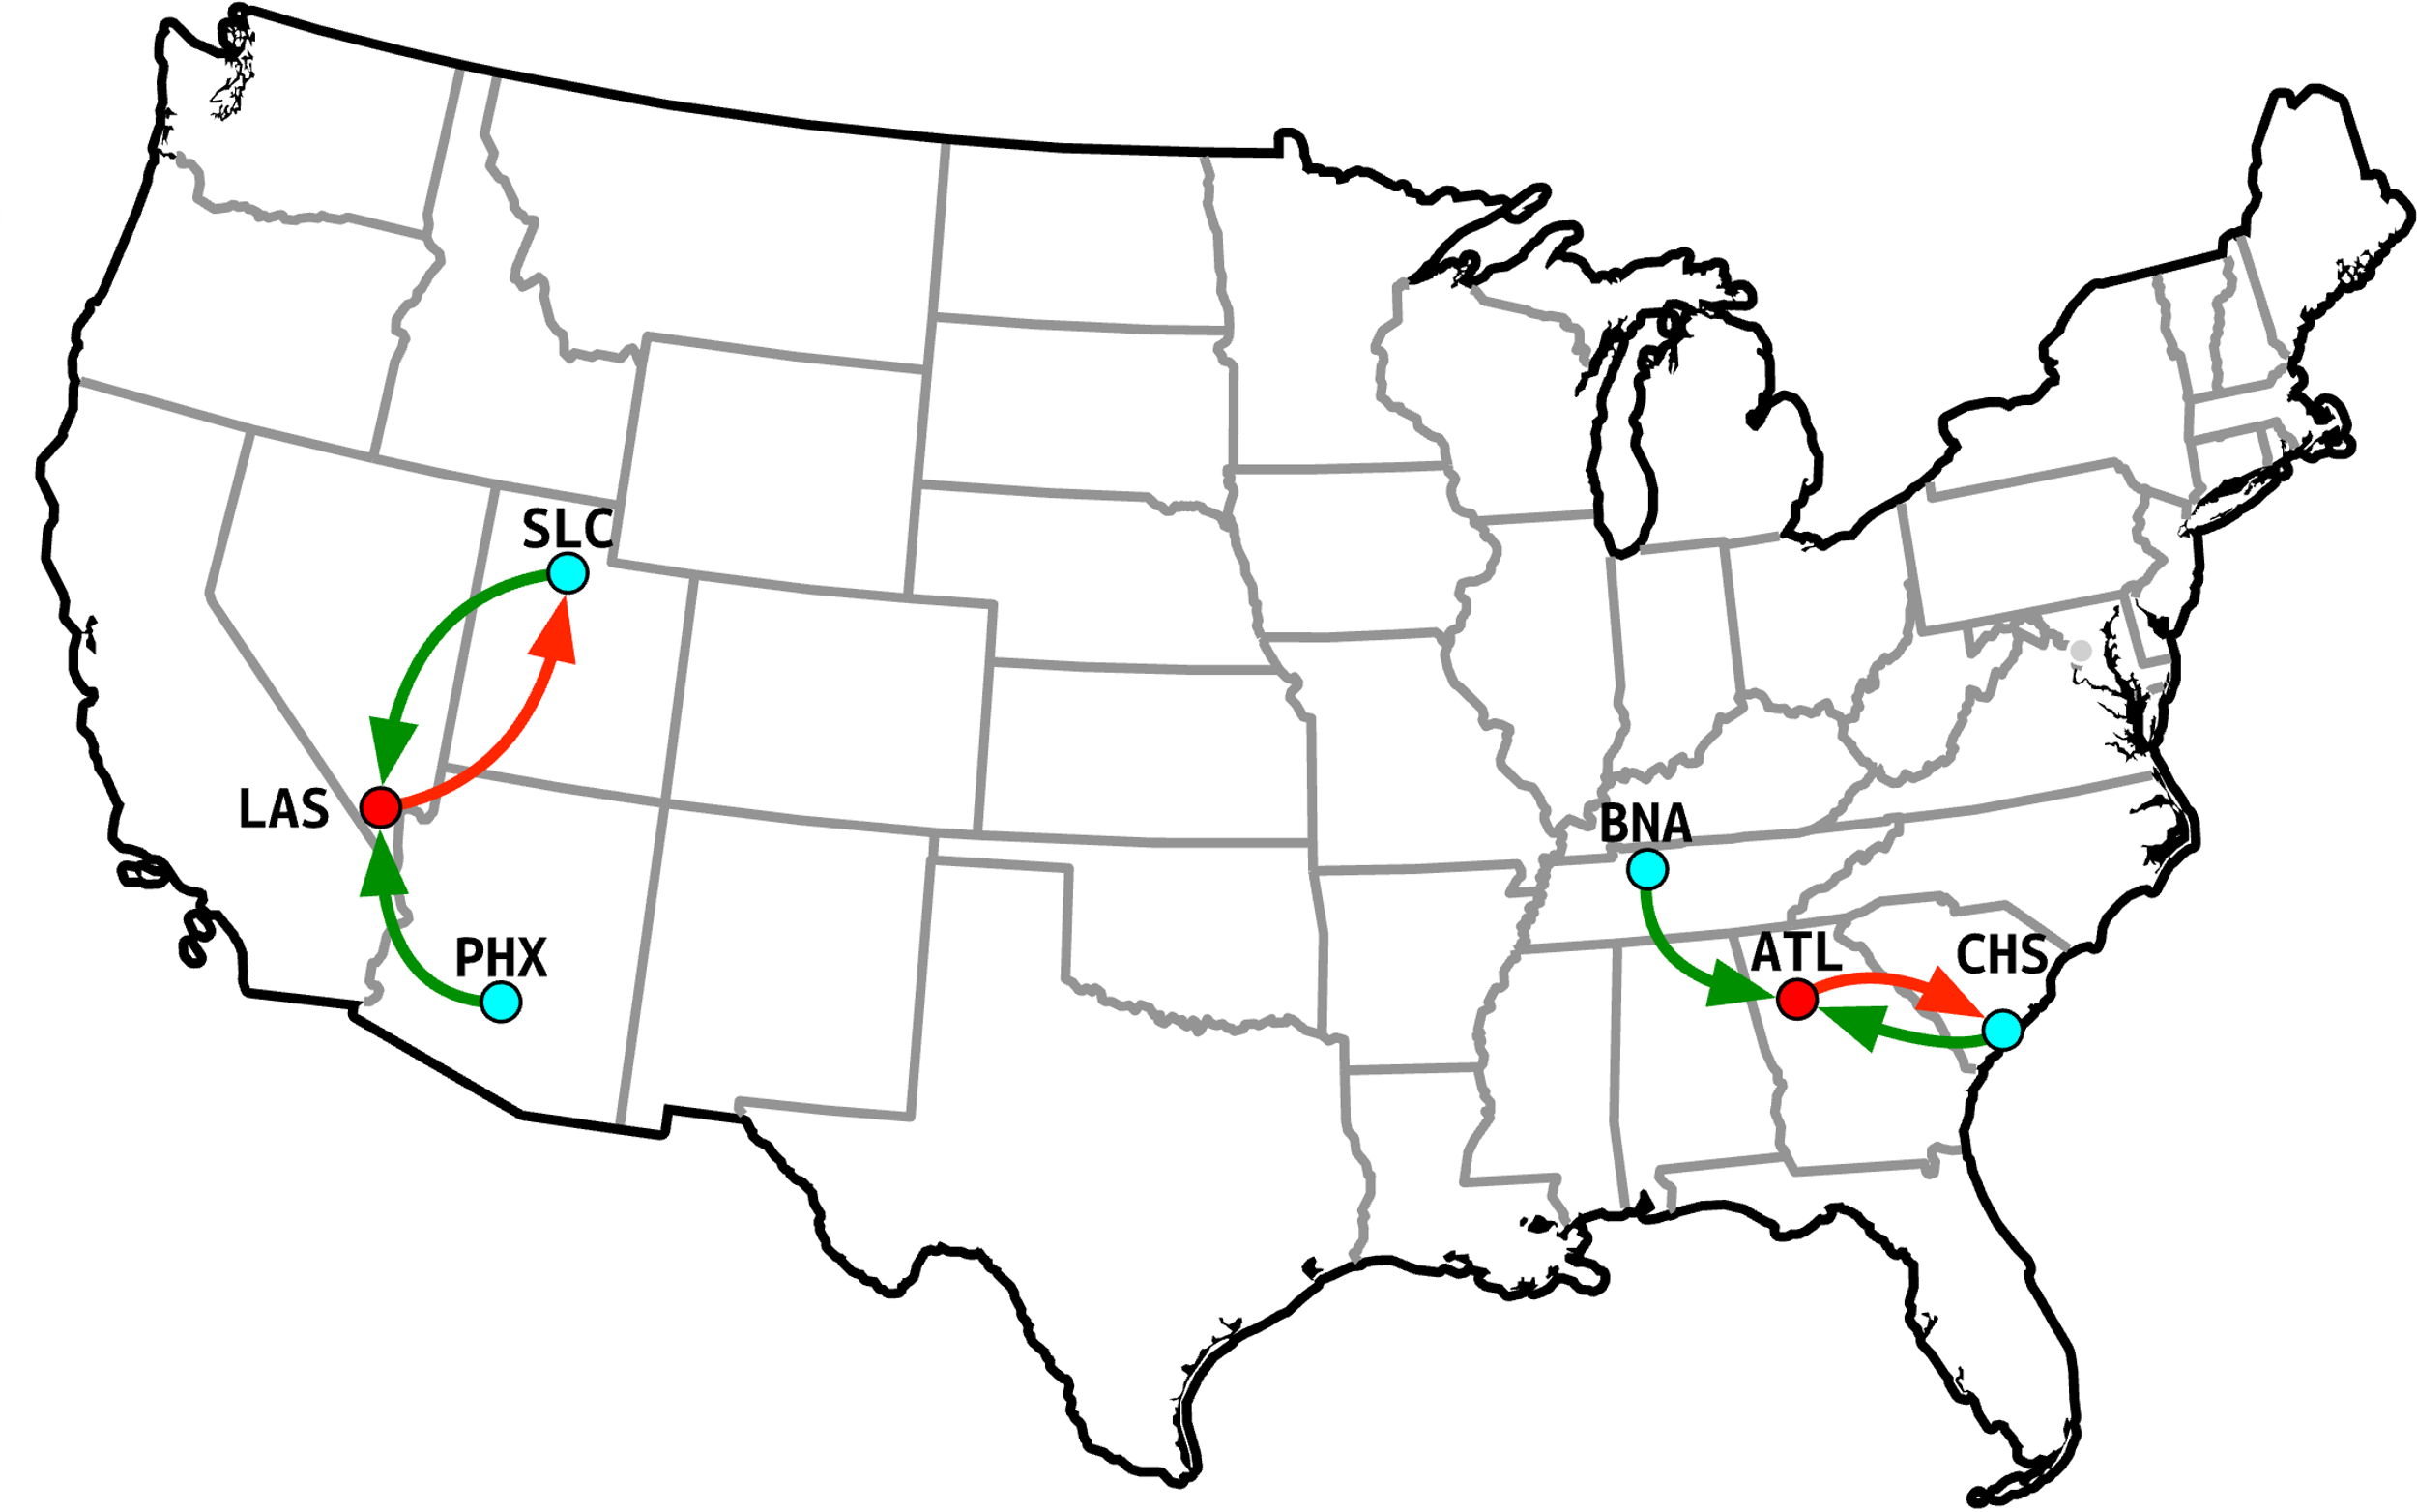 SLC
LAS
BNA
PHX
ATL
CHS